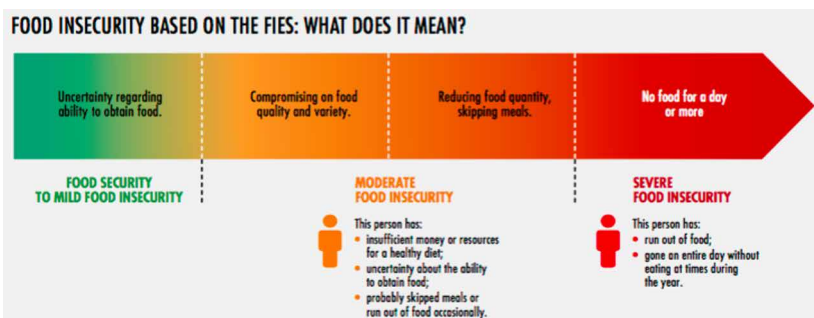 FOOD INSECURITY BASED ON THE FIES: WHAT DOES IT MEAN?
Uncertainty regarding
ability to obtain food.
Compromising on food
quality and variety.
Reducing food quantity,
skipping meals.
No food for a day
or more
FOOD SECURITY
TO MILD FOOD INSECURITY
MODERATE
FOOD INSECURITY
This person has:
• insufficient money or resources
for a healthy diet;
• uncertainty about the ability
to obtain food;
• probably skipped meals or
run out of food occasionally.
SEVERE
FOOD INSECURITY
This person has:
• run out of food;
• gone an entire day without
eating at times during
the year.